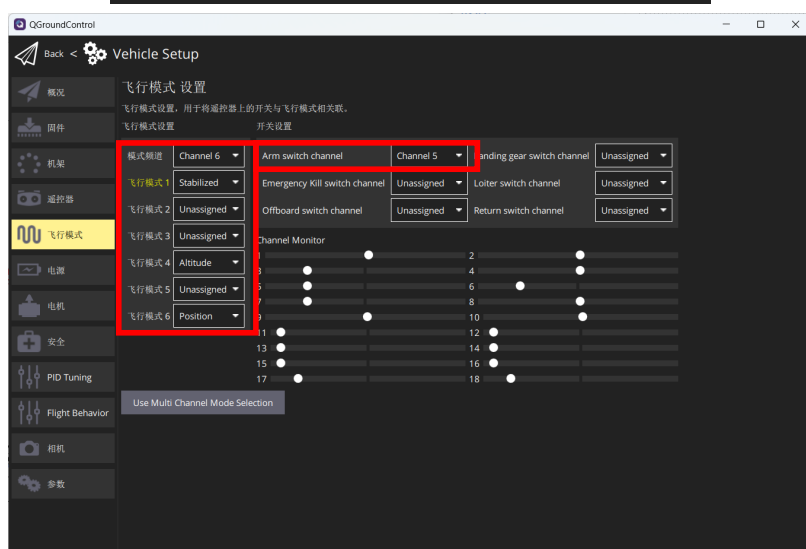 QGroundControl
Back < Vehicle Setup
概况
固件
机架
遥控器
飞行模式
电源
电机
安全
PID Tuning
Flight Behavior
相机
参数
飞行模式 设置
飞行模式设置，用于将遥控器上的开关与飞行模式相关联。
飞行模式设置 开关设置
模式频道 Channel 6 Arm switch channel Channel 5 Landing gear switch channel Unassigned
飞行模式 1 Stabilized Emergency Kill switch channel Unassigned Loiter switch channel Unassigned
飞行模式 2 Unassigned Offboard switch channel Unassigned Return switch channel Unassigned
飞行模式 3 Unassigned
飞行模式 4 Altitude
飞行模式 5 Unassigned
飞行模式 6 Position
Channel Monitor
1 2
3 4
5 6
7 8
9 10
11 12
13 14
15 16
17 18
Use Multi Channel Mode Selection